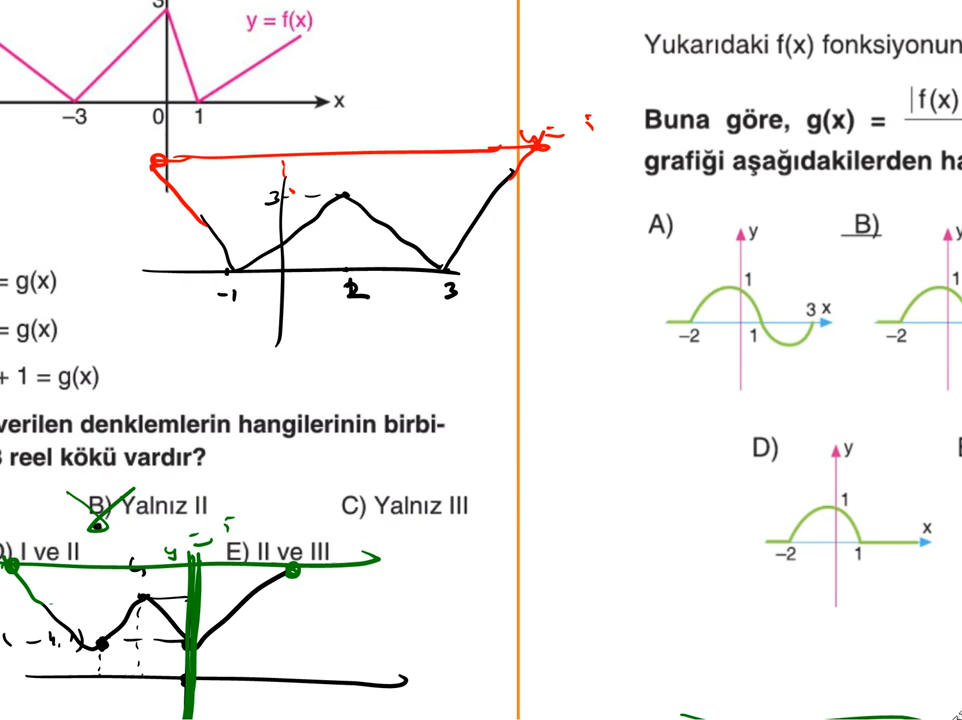 3
y = f(x)
x
−3 0 1
3
-1 2 3
= g(x)
= g(x)
+ 1 = g(x)
verilen denklemlerin hangilerinin birbi-
reel kökü vardır?
B) Yalnız II C) Yalnız III
I ve II E) II ve III
y =
Yukarıdaki f(x) fonksiyonun
Buna göre, g(x) = |f(x)
grafiği aşağıdakilerden ha
A) y B) y
1 1
3 x
−2 1 −2
D) y
1
x
−2 1